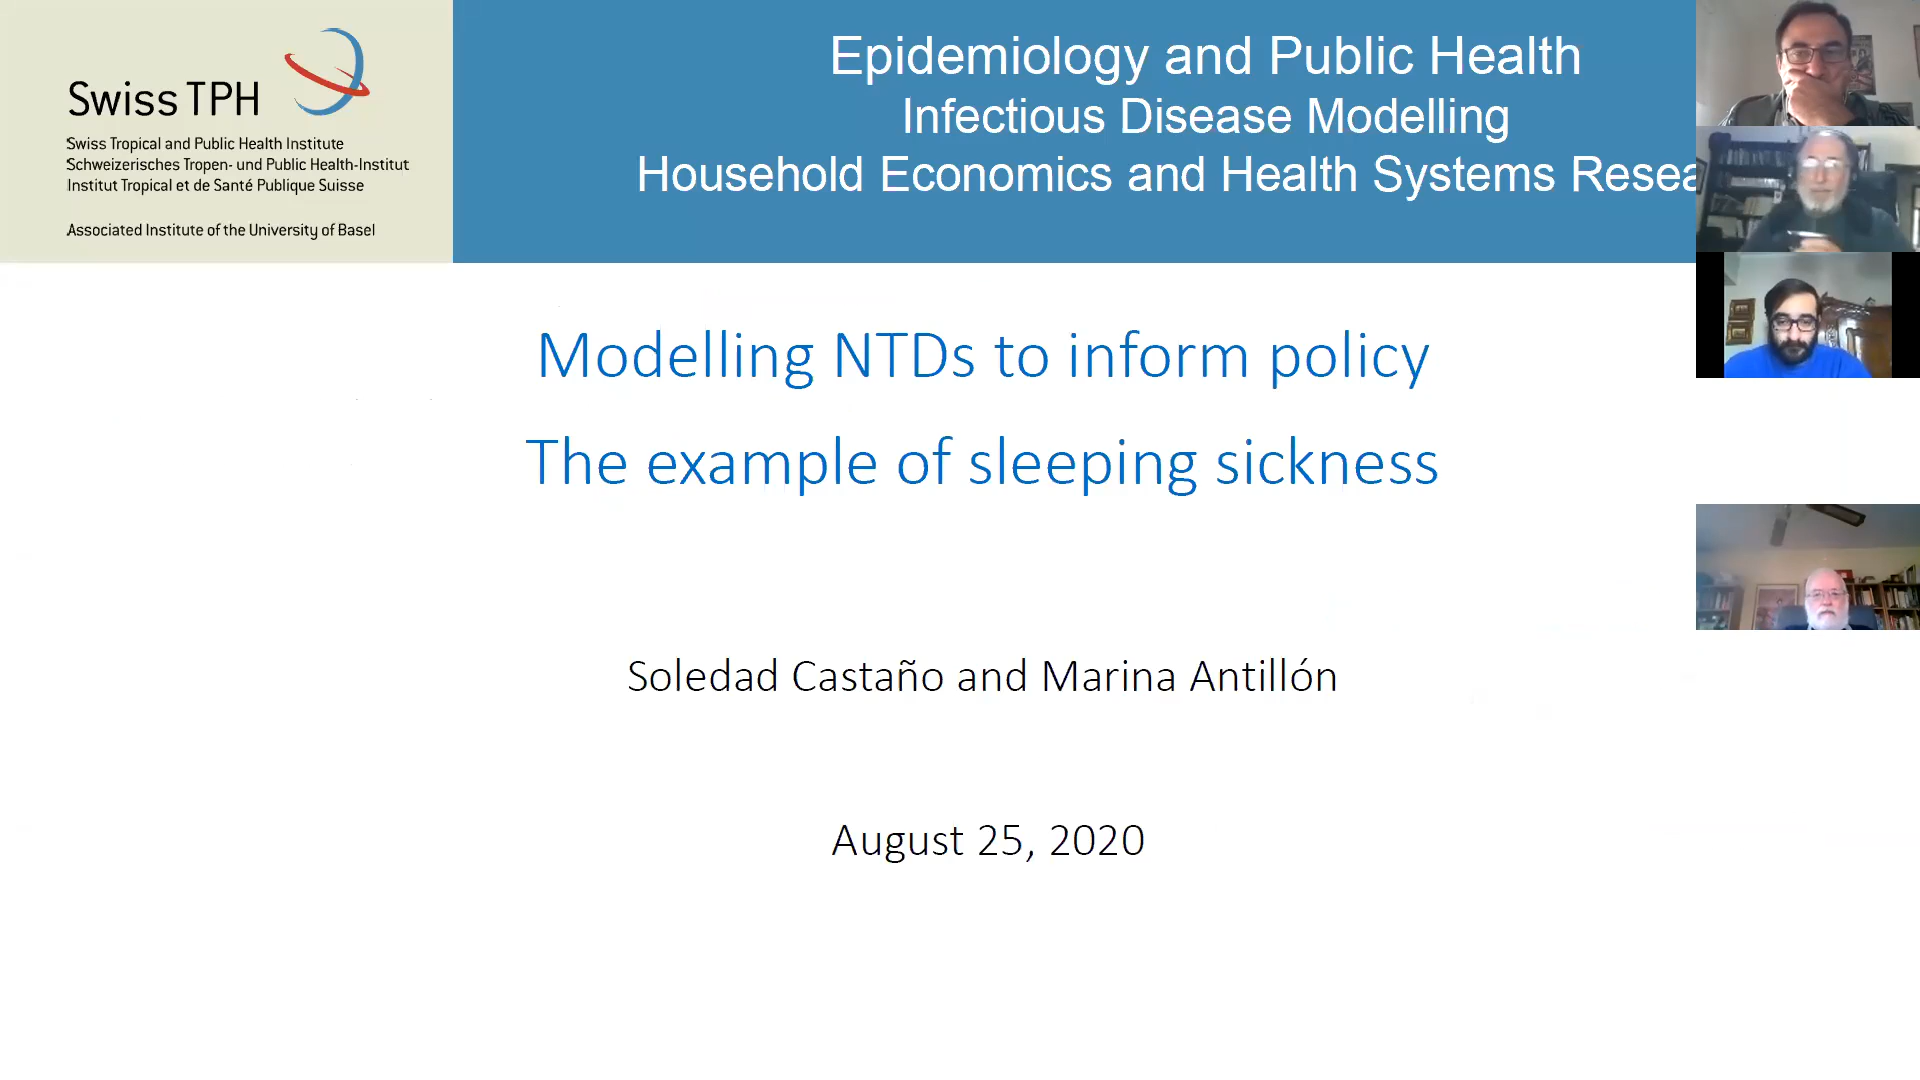 Swiss TPH
Swiss Tropical and Public Health Institute
Schweizerisches Tropen- und Public Health-Institut
Institut Tropical et de Santé Publique Suisse
Associated Institute of the University of Basel
Epidemiology and Public Health
Infectious Disease Modelling
Household Economics and Health Systems Resea
Modelling NTDs to inform policy
The example of sleeping sickness
Soledad Castaño and Marina Antillón
August 25, 2020